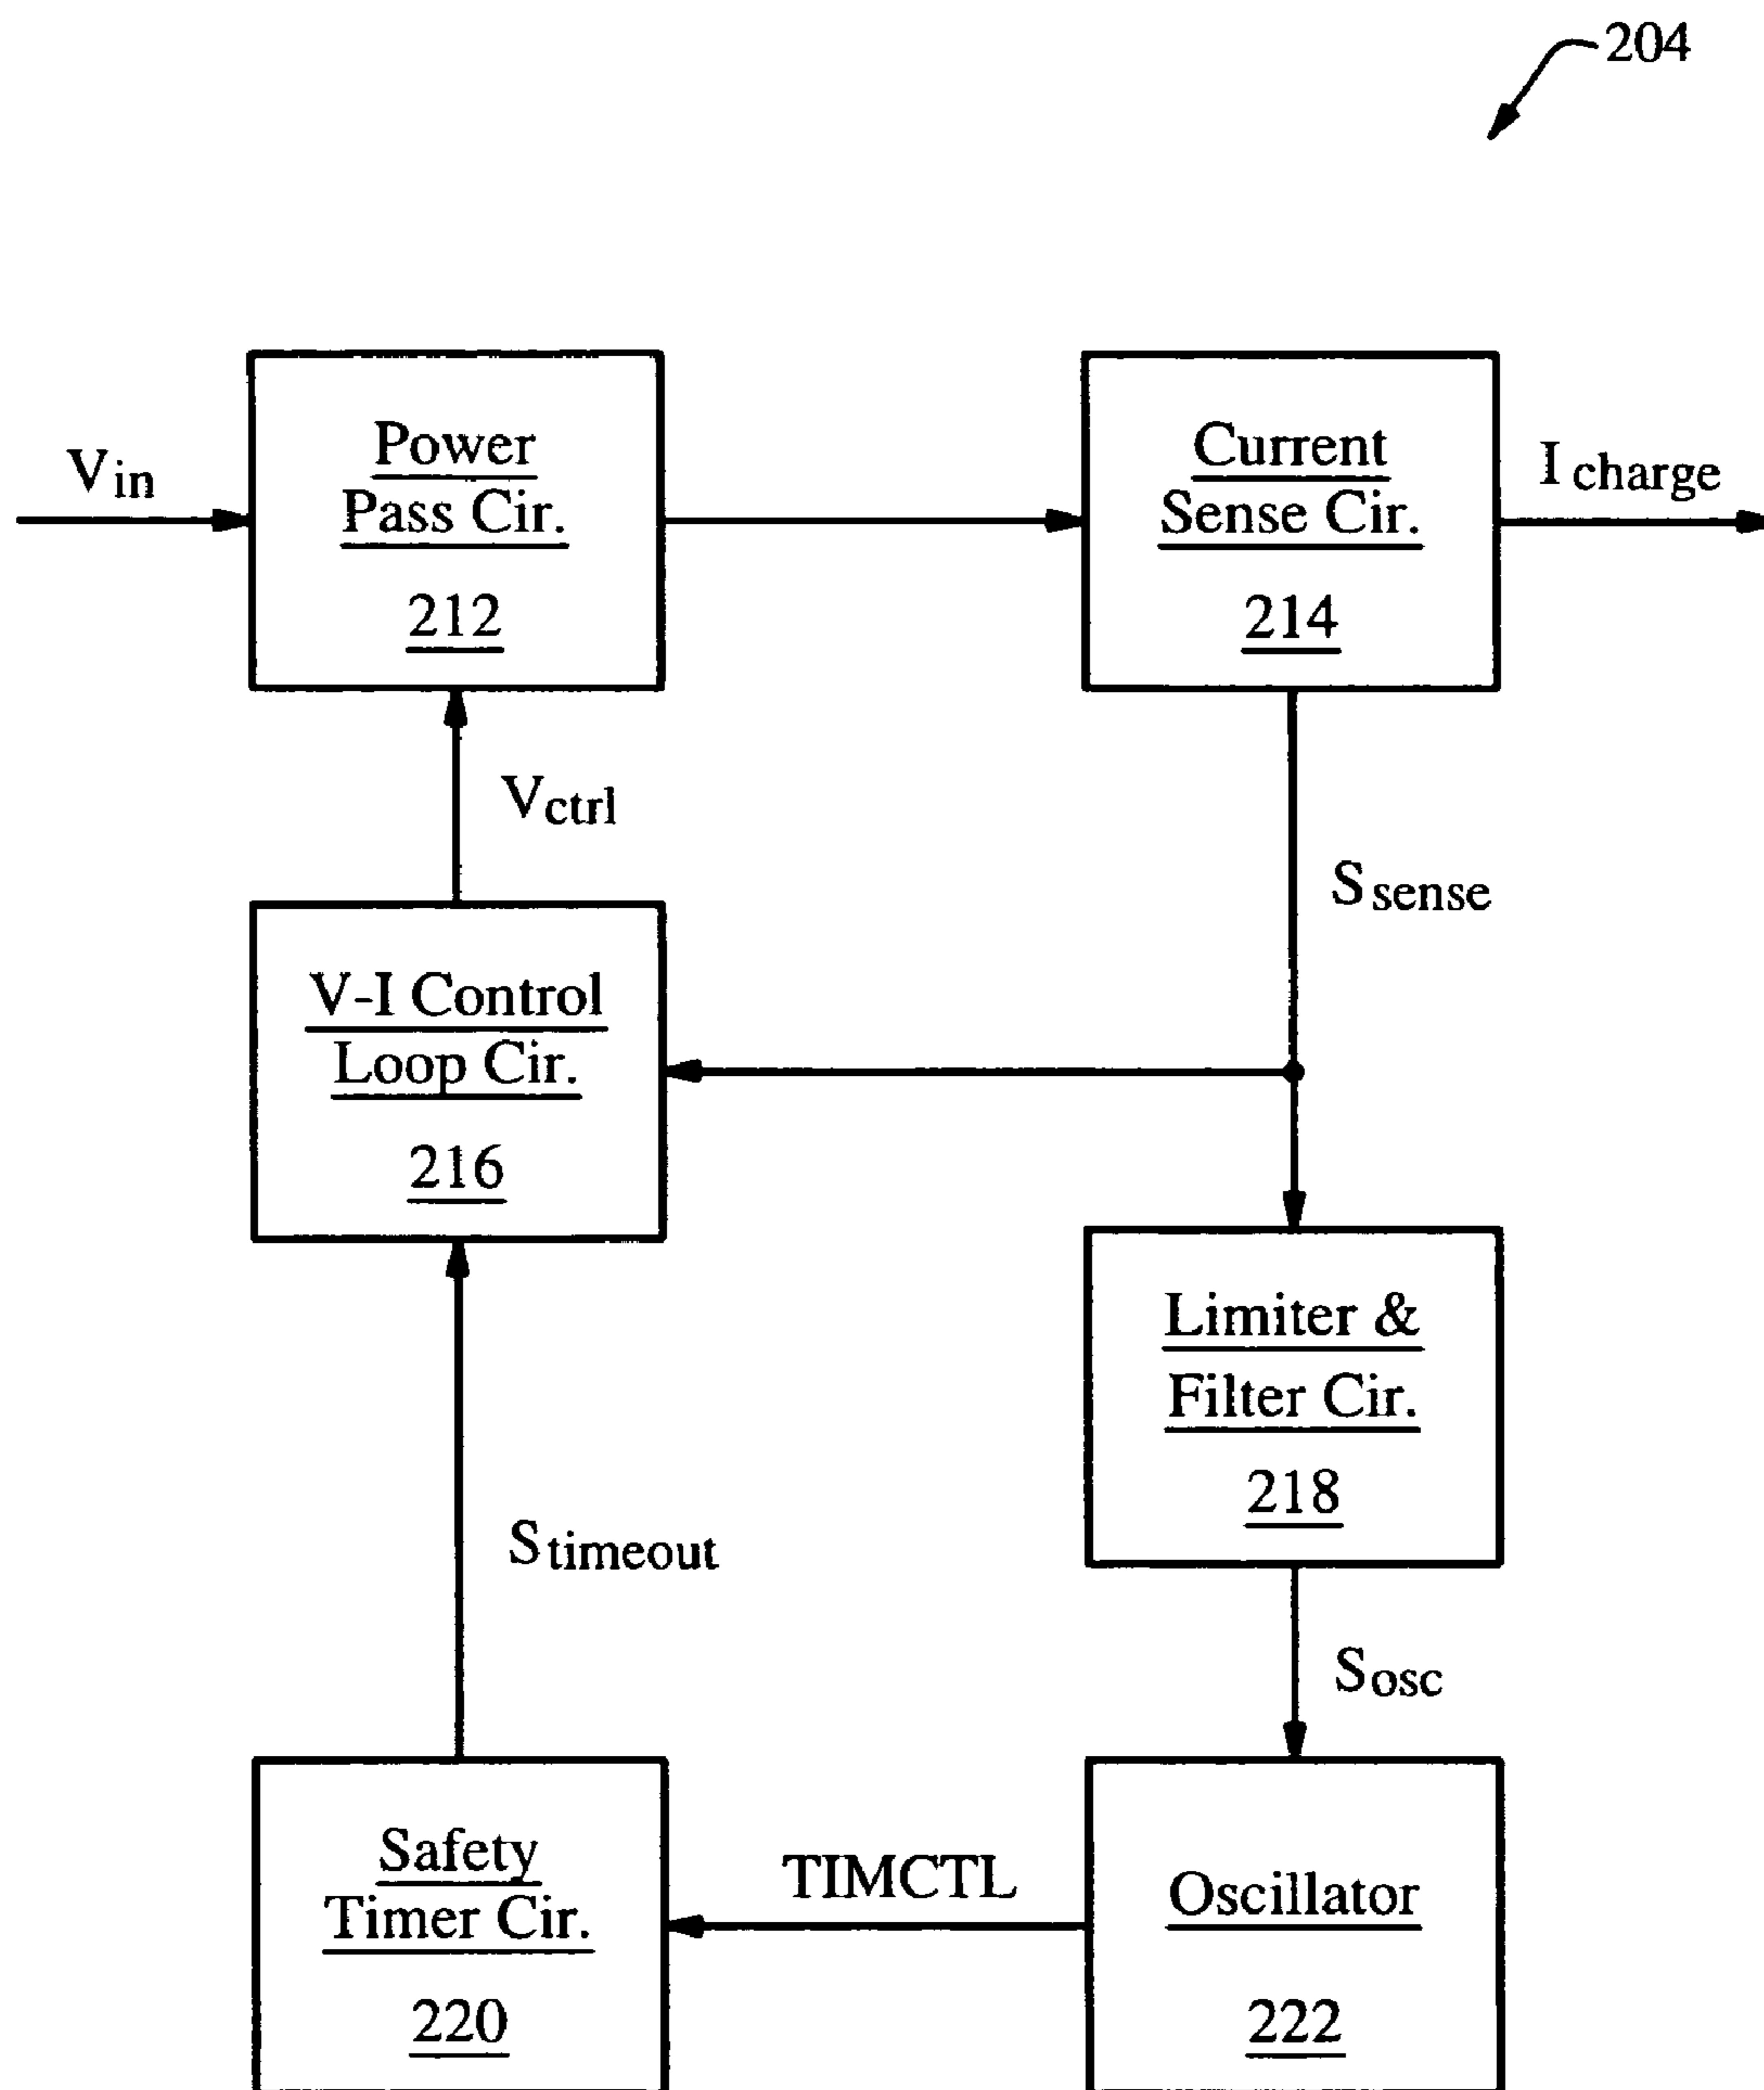 204
Power
Pass Cir.
212
Current
Sense Cir.
214
Vin
I charge
Vctrl
S sense
V-I Control
Loop Cir.
216
Limiter &
Filter Cir.
218
Stimeout
Sosc
Safety
Timer Cir.
220
TIMCTL
Oscillator
222